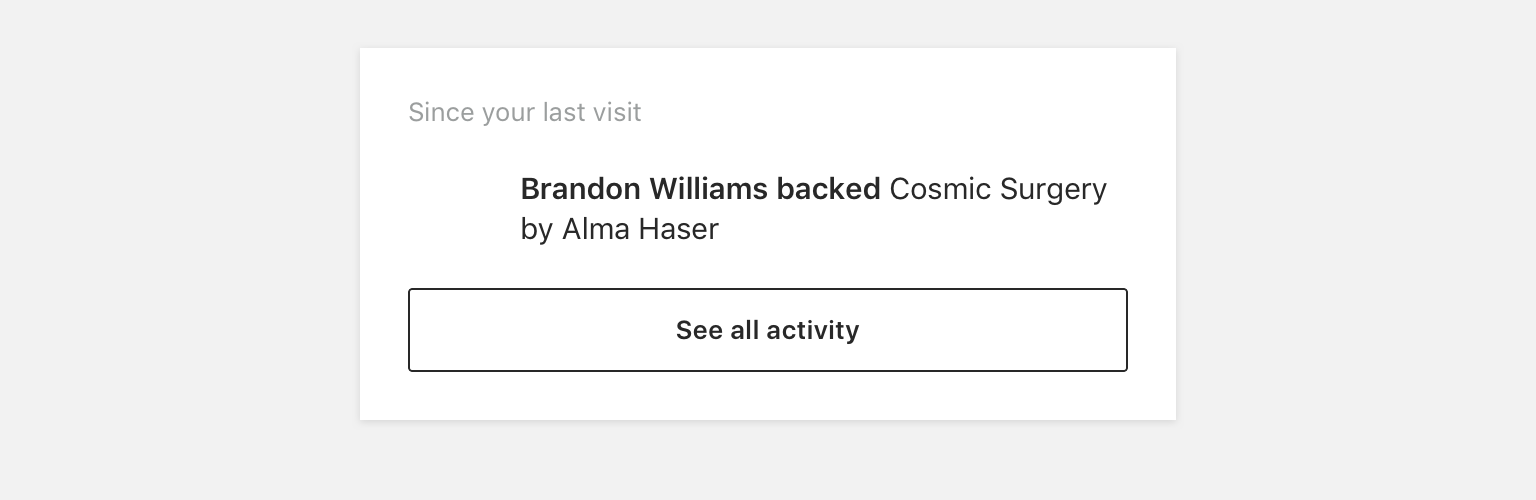 Since your last visit
Brandon Williams backed Cosmic Surgery
by Alma Haser
See all activity